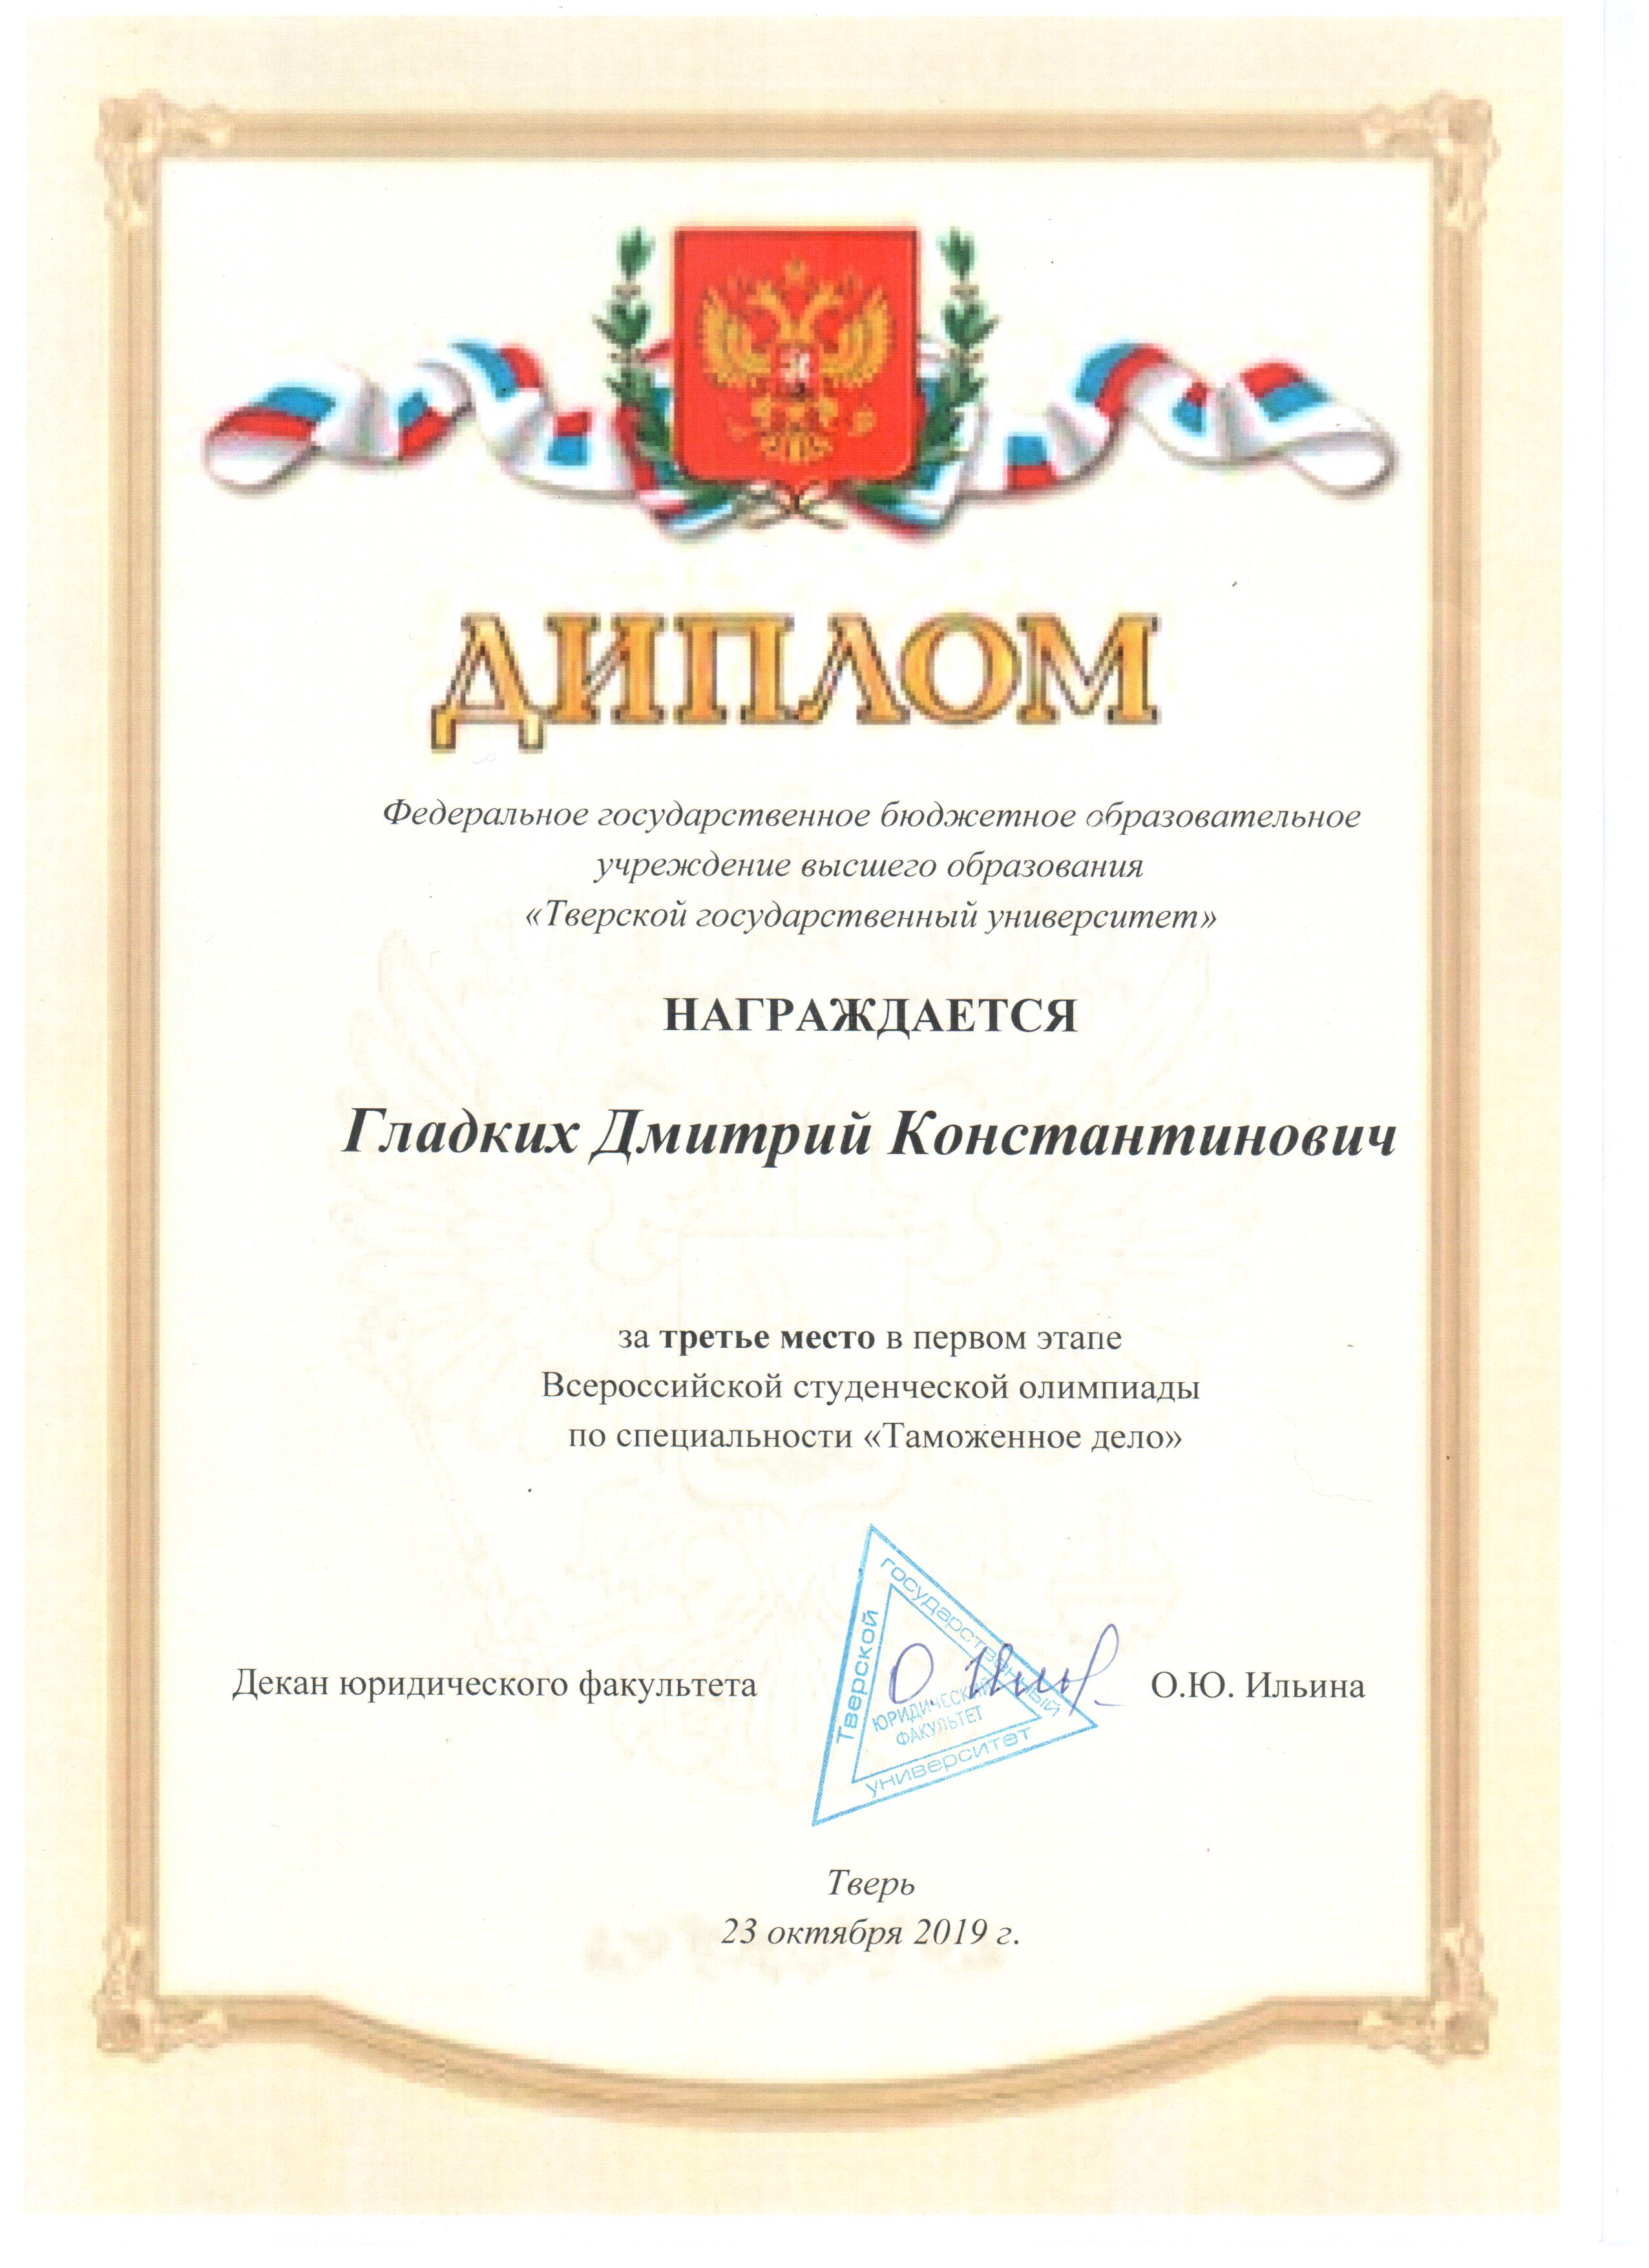 ДИПЛОМ
Федеральное государственное бюджетное образовательное
учреждение высшего образования
«Тверской государственный университет»
НАГРАЖДАЕТСЯ
Гладких Дмитрий Константинович
за третье место в первом этапе
Всероссийской студенческой олимпиады
по специальности «Таможенное дело»
Декан юридического факультета
Тверской
государственный
университет
ЮРИДИЧЕСКИЙ
ФАКУЛЬТЕТ
О.Ю. Ильина
Тверь
23 октября 2019 г.